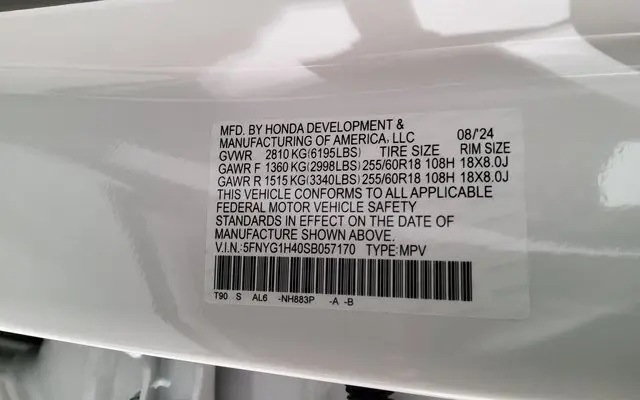 MFD. BY HONDA DEVELOPMENT &
MANUFACTURING OF AMERICA, LLC 08/'24
GVWR 2810 KG(6195LBS) TIRE SIZE RIM SIZE
GAWR F 1360 KG(2998LBS) 255/60R18 108H 18X8.0J
GAWR R 1515 KG(3340LBS) 255/60R18 108H 18X8.0J
THIS VEHICLE CONFORMS TO ALL APPLICABLE
FEDERAL MOTOR VEHICLE SAFETY
STANDARDS IN EFFECT ON THE DATE OF
MANUFACTURE SHOWN ABOVE.
V.I.N.: 5FNYG1H40SB057170 TYPE: MPV
T90 S AL6 -NH883P -A -B